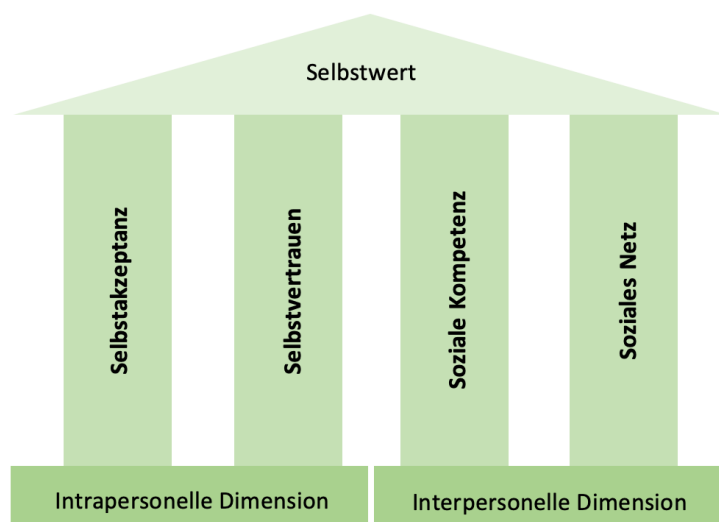 Selbstwert
Selbstakzeptanz
Selbstvertrauen
Soziale Kompetenz
Soziales Netz
Intrapersonelle Dimension
Interpersonelle Dimension